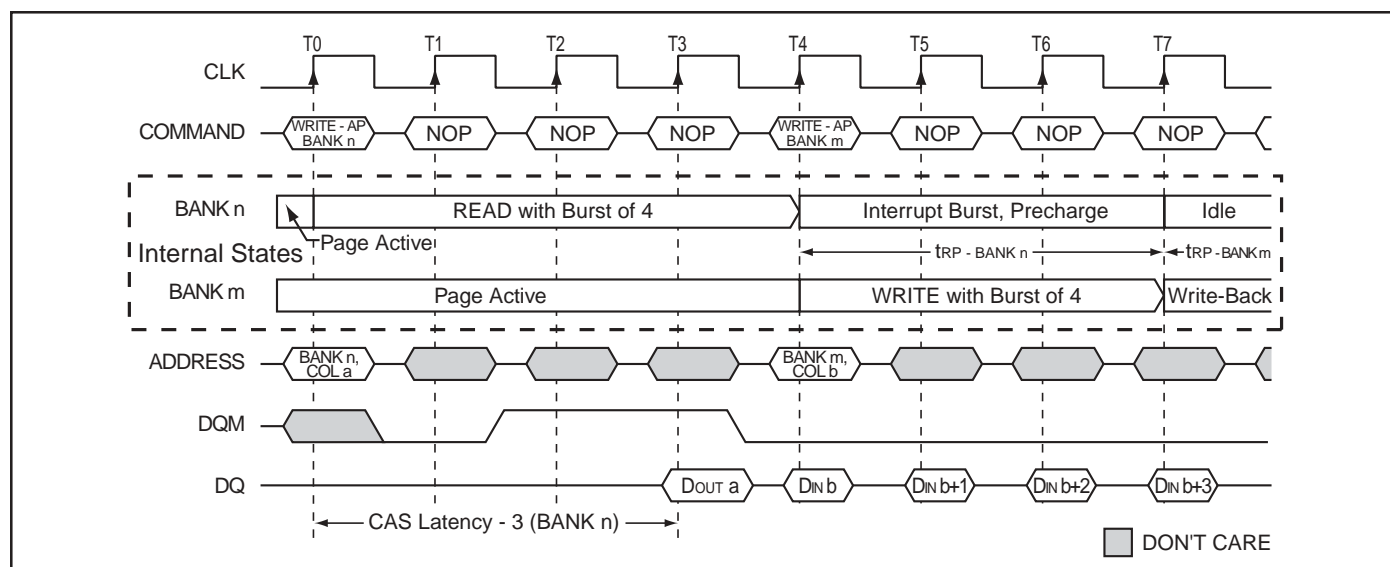 T0 T1 T2 T3 T4 T5 T6 T7
CLK
COMMAND WRITE - AP BANK n NOP NOP NOP WRITE - AP BANK m NOP NOP NOP
BANK n READ with Burst of 4 Interrupt Burst, Precharge Idle
Page Active
Internal States tRP - BANK n tRP - BANK m
BANK m Page Active WRITE with Burst of 4 Write-Back
ADDRESS BANK n, COL a BANK m, COL b
DQM
DQ DOUT a DIN b DIN b+1 DIN b+2 DIN b+3
CAS Latency - 3 (BANK n)
DON'T CARE